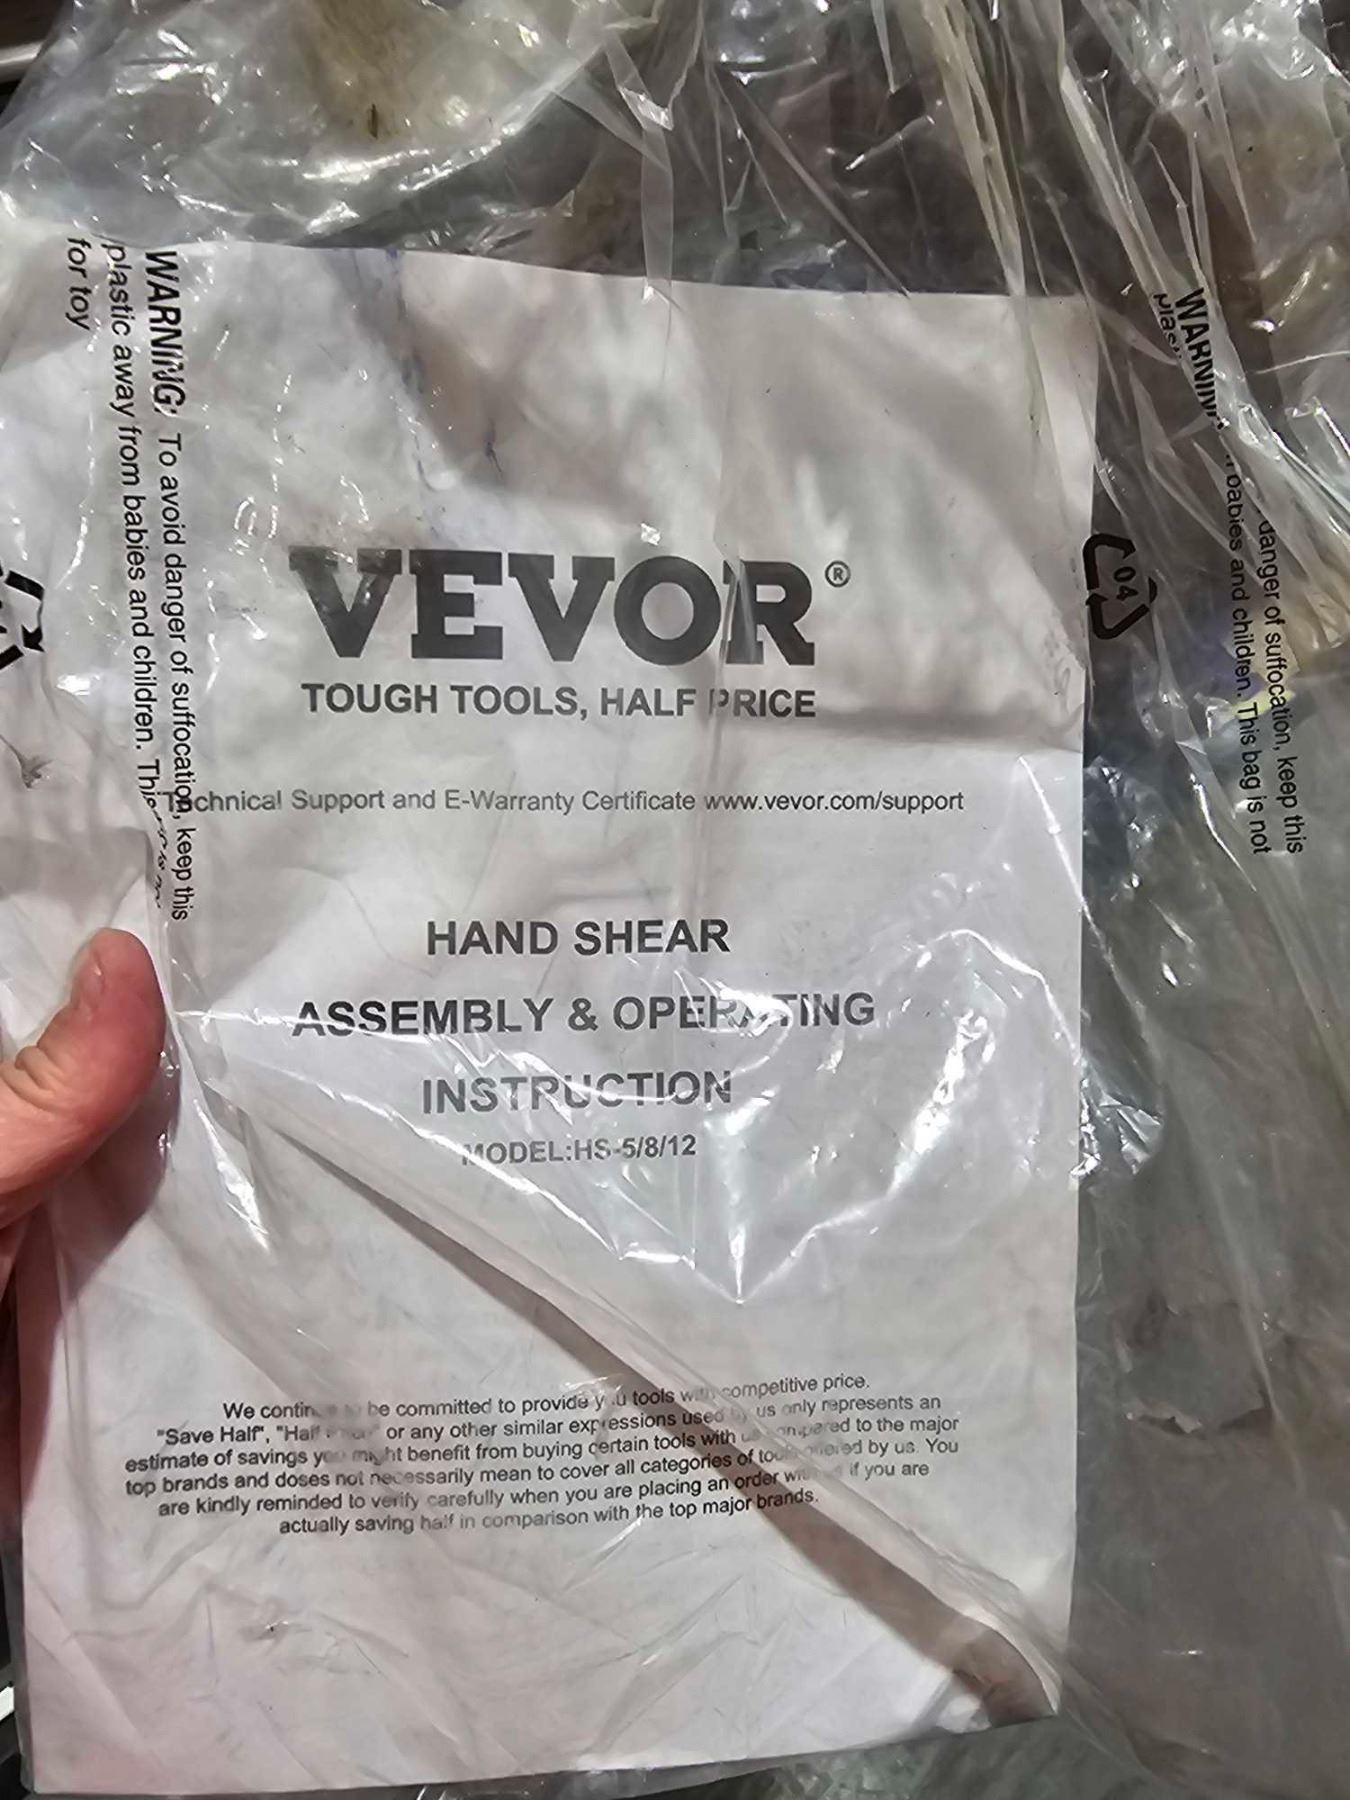 WARNING: To avoid danger of suffocation, keep this
plastic away from babies and children. This
for toy
VEVOR®
TOUGH TOOLS, HALF PRICE
Technical Support and E-Warranty Certificate www.vevor.com/support
HAND SHEAR
ASSEMBLY & OPERATING
INSTRUCTION
MODEL:HS-5/8/12
We continue to be committed to provide you tools with competitive price.
"Save Half", "Half or any other similar expressions used by us only represents an
estimate of savings you might benefit from buying certain tools with us compared to the major
top brands and doses not necessarily mean to cover all categories of tools offered by us. You
are kindly reminded to verify carefully when you are placing an order with if you are
actually saving half in comparison with the top major brands.
WARNING
danger of suffocation, keep this
babies and children. This bag is not
04